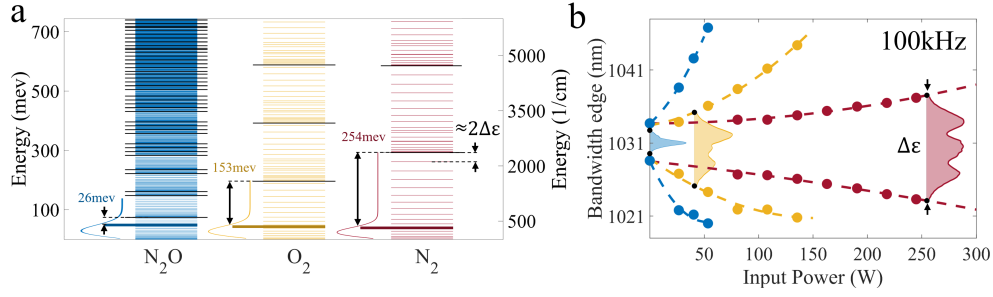 a
Energy (mev)
700
500
300
100
26mev
153mev
254mev
≈2Δε
5000
3500
2000
500
Energy (1/cm)
N₂O
O₂
N₂
b
100kHz
Bandwidth edge (nm)
1041
1031
1021
Δε
0
50
100
150
200
250
300
Input Power (W)